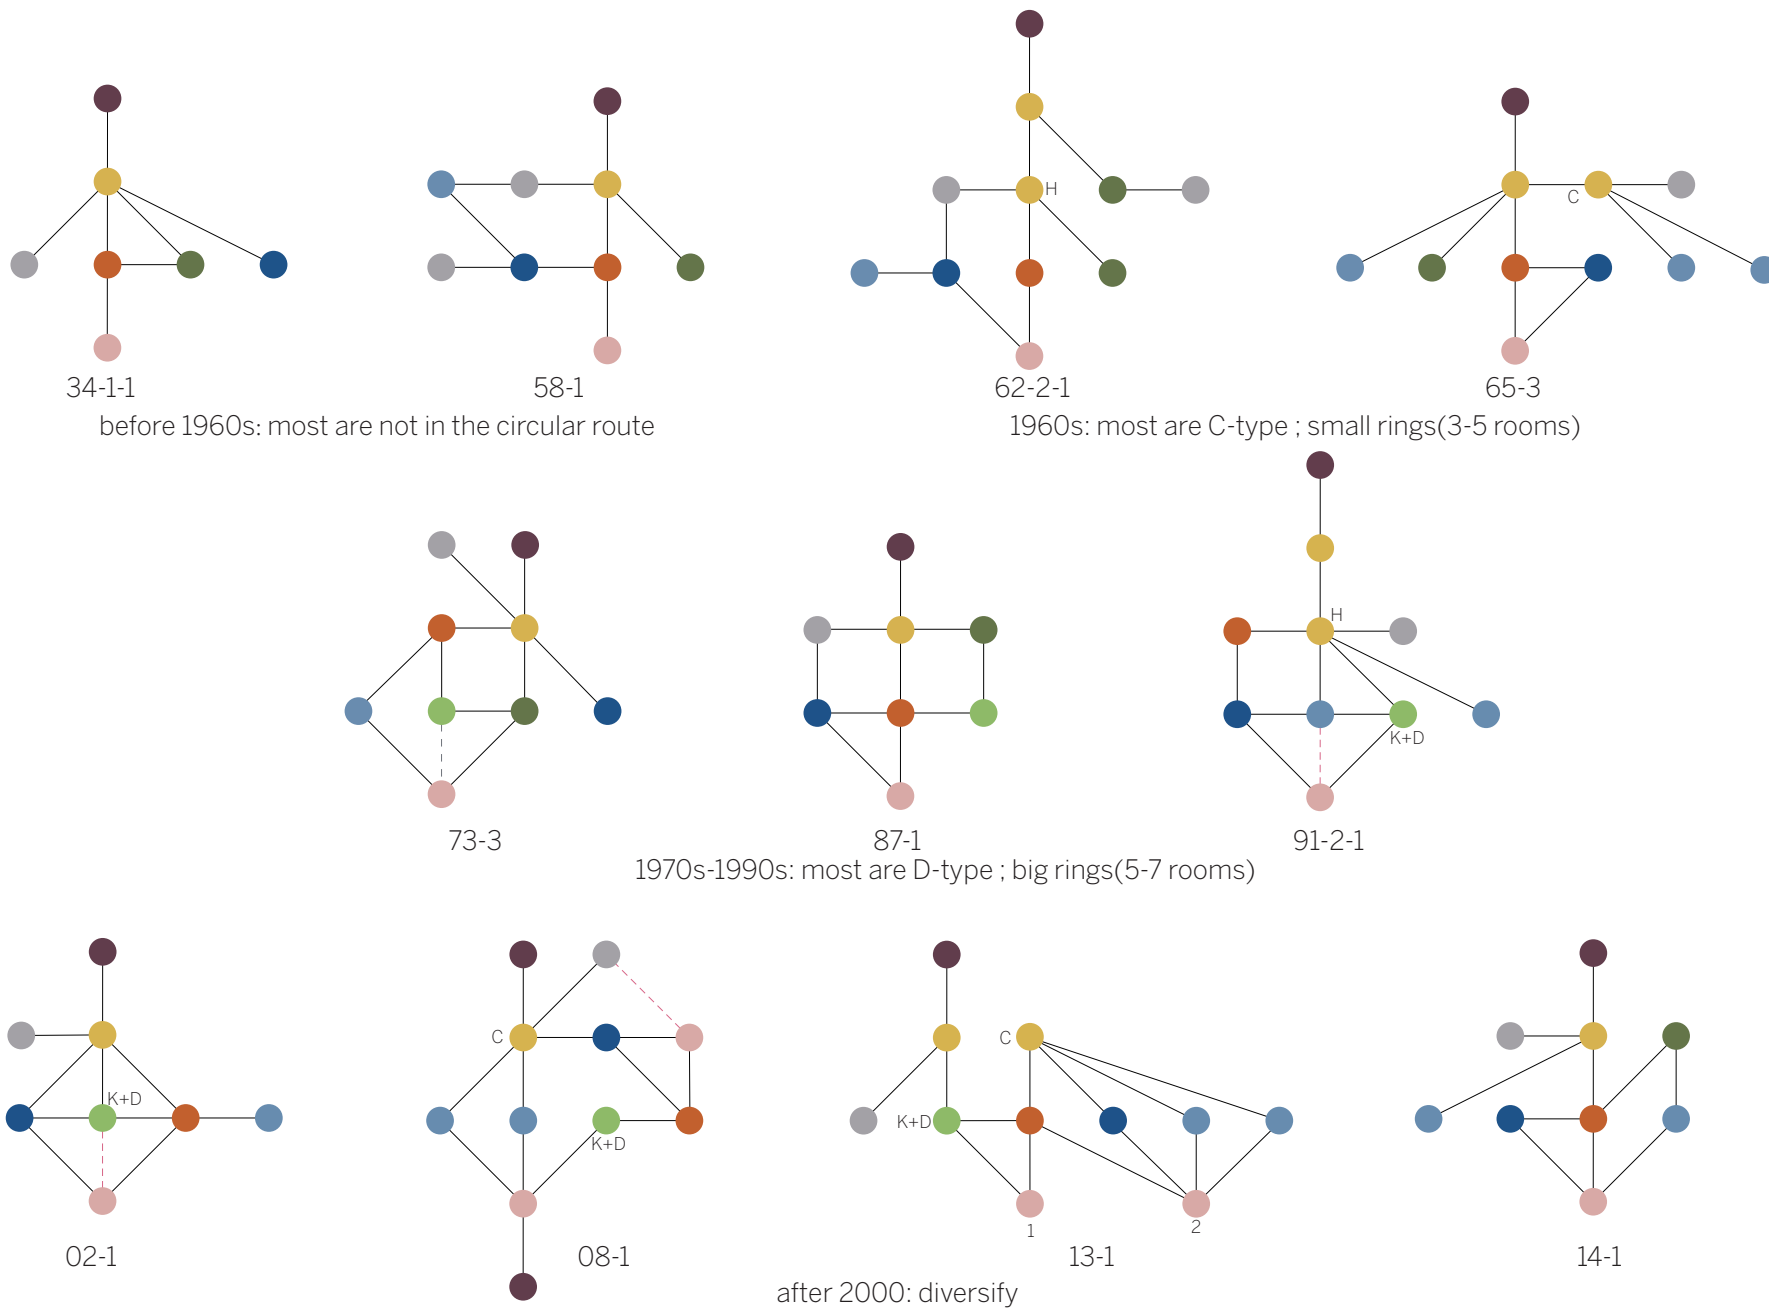 H
C
34-1-1
58-1
62-2-1
65-3
before 1960s: most are not in the circular route
1960s: most are C-type ; small rings(3-5 rooms)
H
K+D
73-3
87-1
91-2-1
1970s-1990s: most are D-type ; big rings(5-7 rooms)
C
C
K+D
K+D
K+D
1
2
02-1
08-1
13-1
14-1
after 2000: diversify